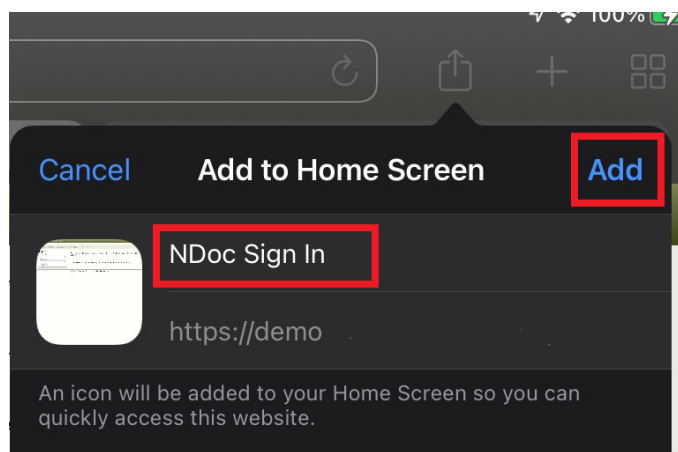 100%
Cancel
Add to Home Screen
Add
NDoc Sign In
https://demo
An icon will be added to your Home Screen so you can
quickly access this website.